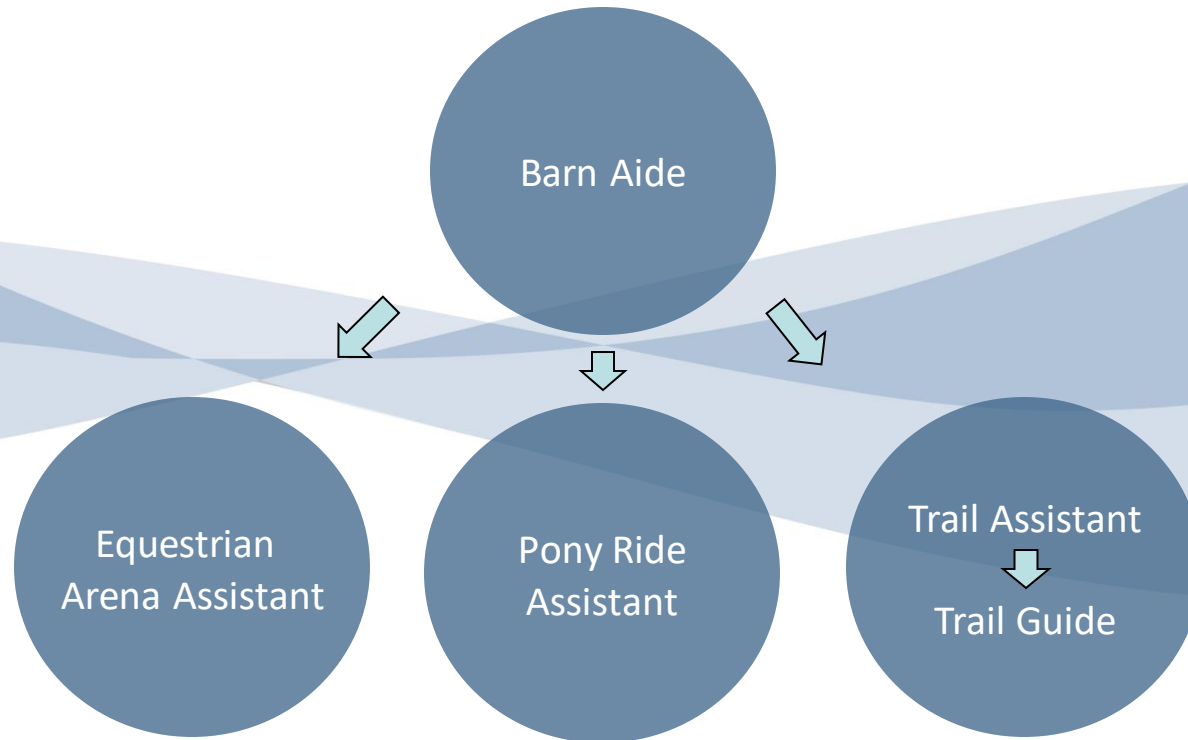 Barn Aide
Equestrian
Arena Assistant
Pony Ride
Assistant
Trail Assistant
Trail Guide